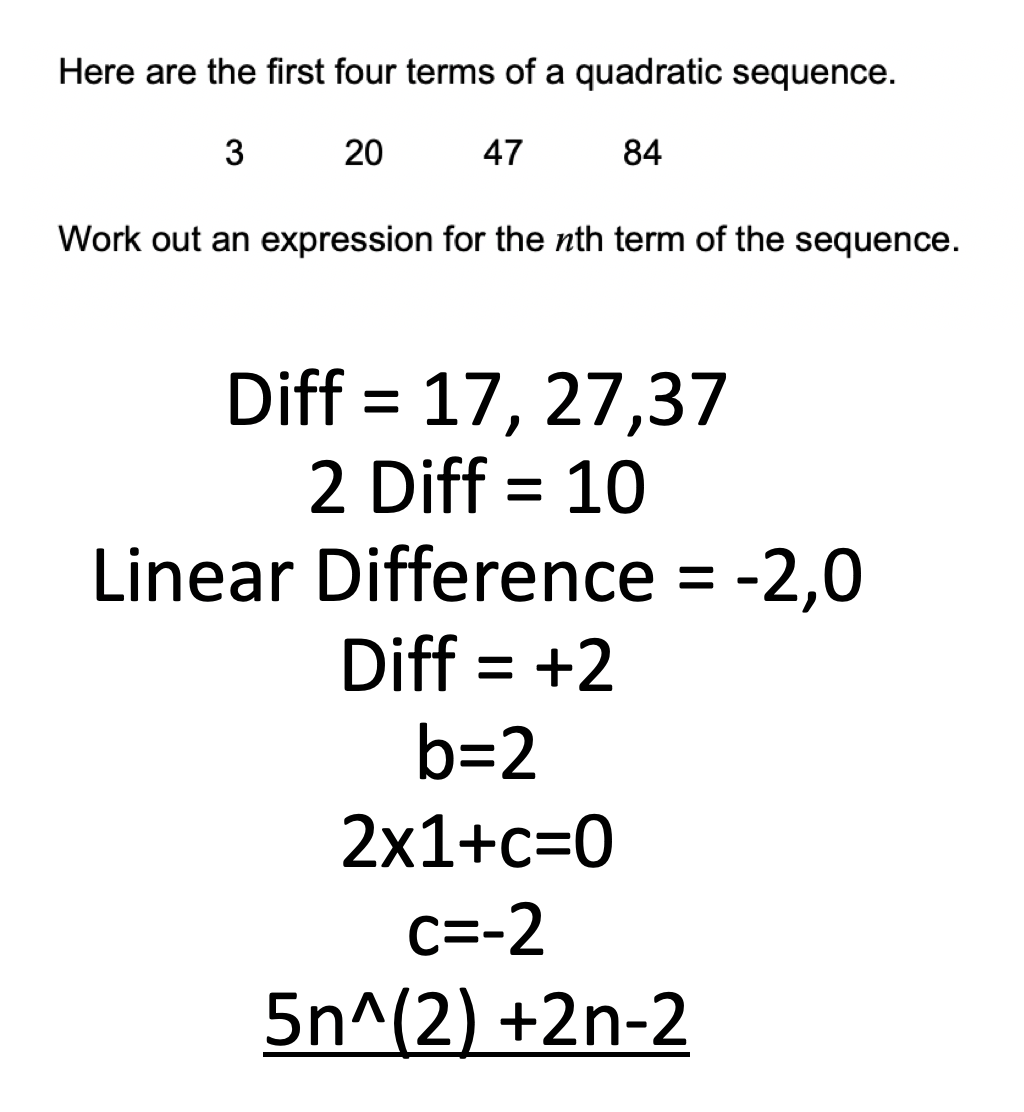 Here are the first four terms of a quadratic sequence.
3 20 47 84
Work out an expression for the nth term of the sequence.
Diff = 17, 27,37
2 Diff = 10
Linear Difference = -2,0
Diff = +2
b=2
2x1+c=0
c=-2
5n^(2) +2n-2